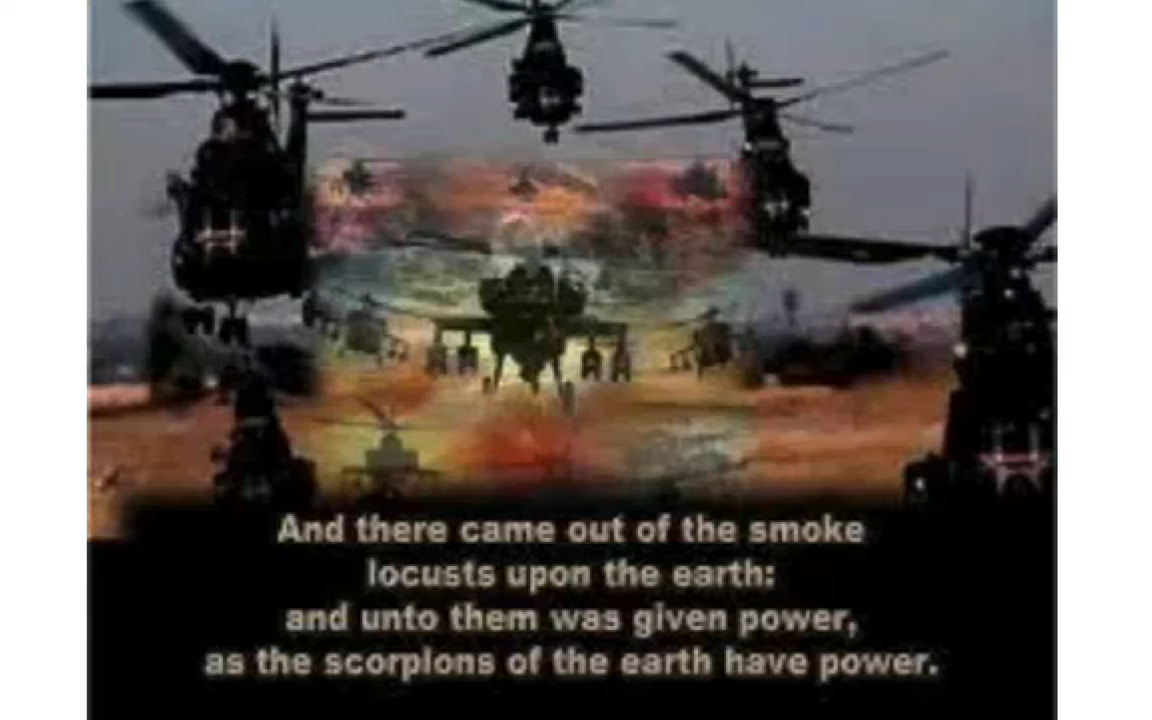 And there came out of the smoke
locusts upon the earth:
and unto them was given power,
as the scorpions of the earth have power.